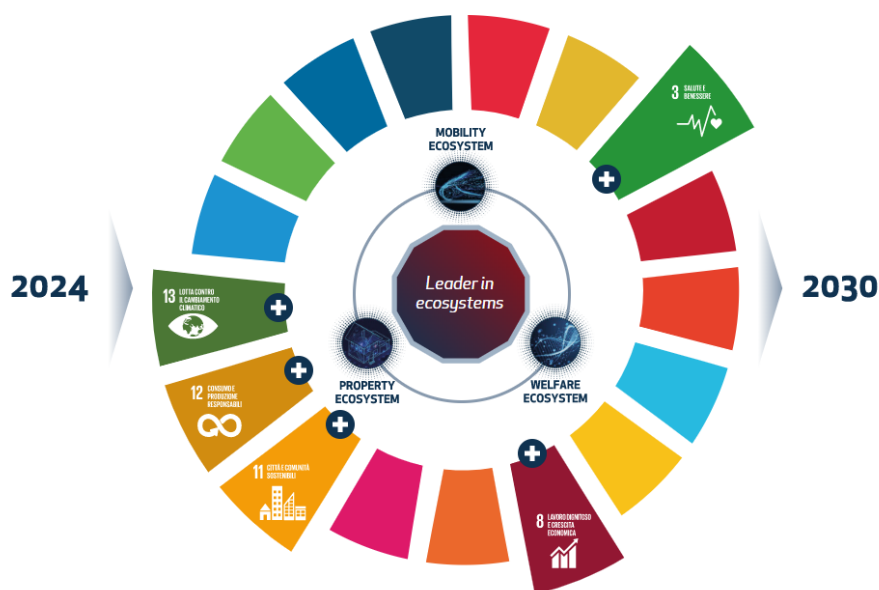 MOBILITY
ECOSYSTEM
3 SALUTE E
BENESSERE
2024
Leader in
ecosystems
2030
13 LOTTA CONTRO
IL CAMBIAMENTO
CLIMATICO
PROPERTY
ECOSYSTEM
WELFARE
ECOSYSTEM
12 CONSUMO E
PRODUZIONE
RESPONSABILI
11 CITTÀ E COMUNITÀ
SOSTENIBILI
8 LAVORO DIGNITOSO
E CRESCITA
ECONOMICA